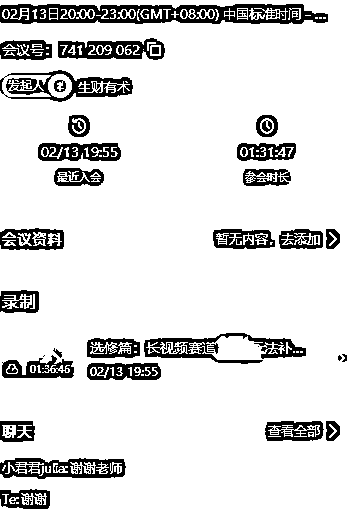 02月13日20:00-23:00(GMT+08:00) 中国标准时间 - ...
会议号: 741 209 062
发起人 生财有术
02/13 19:55 01:31:47
最近入会 参会时长
会议资料 暂无内容，去添加
录制
选修篇：长视频赛道 法补...
01:36:46 02/13 19:55
聊天 查看全部
小君君julia: 谢谢老师
Te: 谢谢